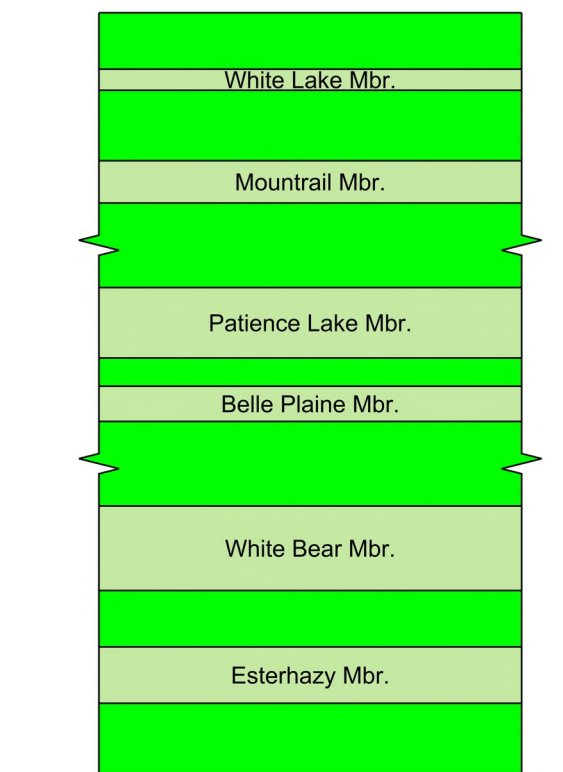 White Lake Mbr.
Mountrail Mbr.
Patience Lake Mbr.
Belle Plaine Mbr.
White Bear Mbr.
Esterhazy Mbr.